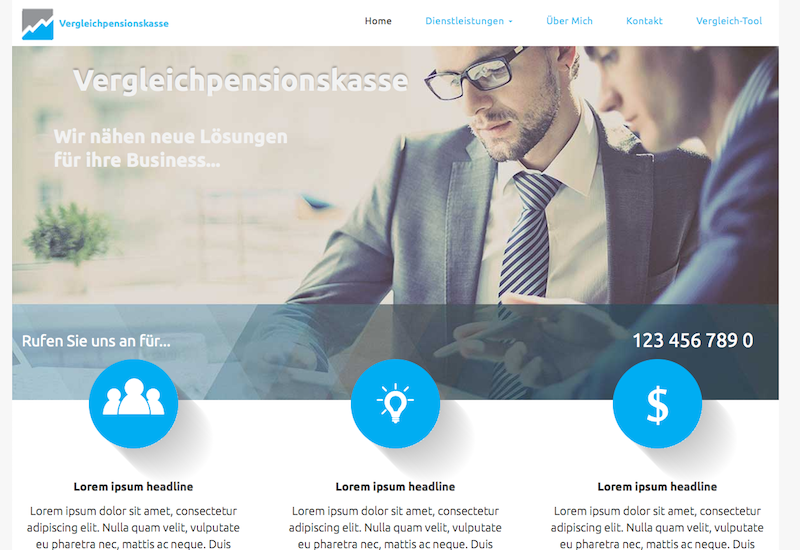 Vergleichpensionskasse
Home
Dienstleistungen
Über Mich
Kontakt
Vergleich-Tool
Vergleichpensionskasse
Wir nähen neue Lösungen
für ihre Business...
Rufen Sie uns an für...
123 456 789 0
$
Lorem ipsum headline
Lorem ipsum dolor sit amet, consectetur
adipiscing elit. Nulla quam velit, vulputate
eu pharetra nec, mattis ac neque. Duis
Lorem ipsum headline
Lorem ipsum dolor sit amet, consectetur
adipiscing elit. Nulla quam velit, vulputate
eu pharetra nec, mattis ac neque. Duis
Lorem ipsum headline
Lorem ipsum dolor sit amet, consectetur
adipiscing elit. Nulla quam velit, vulputate
eu pharetra nec, mattis ac neque. Duis